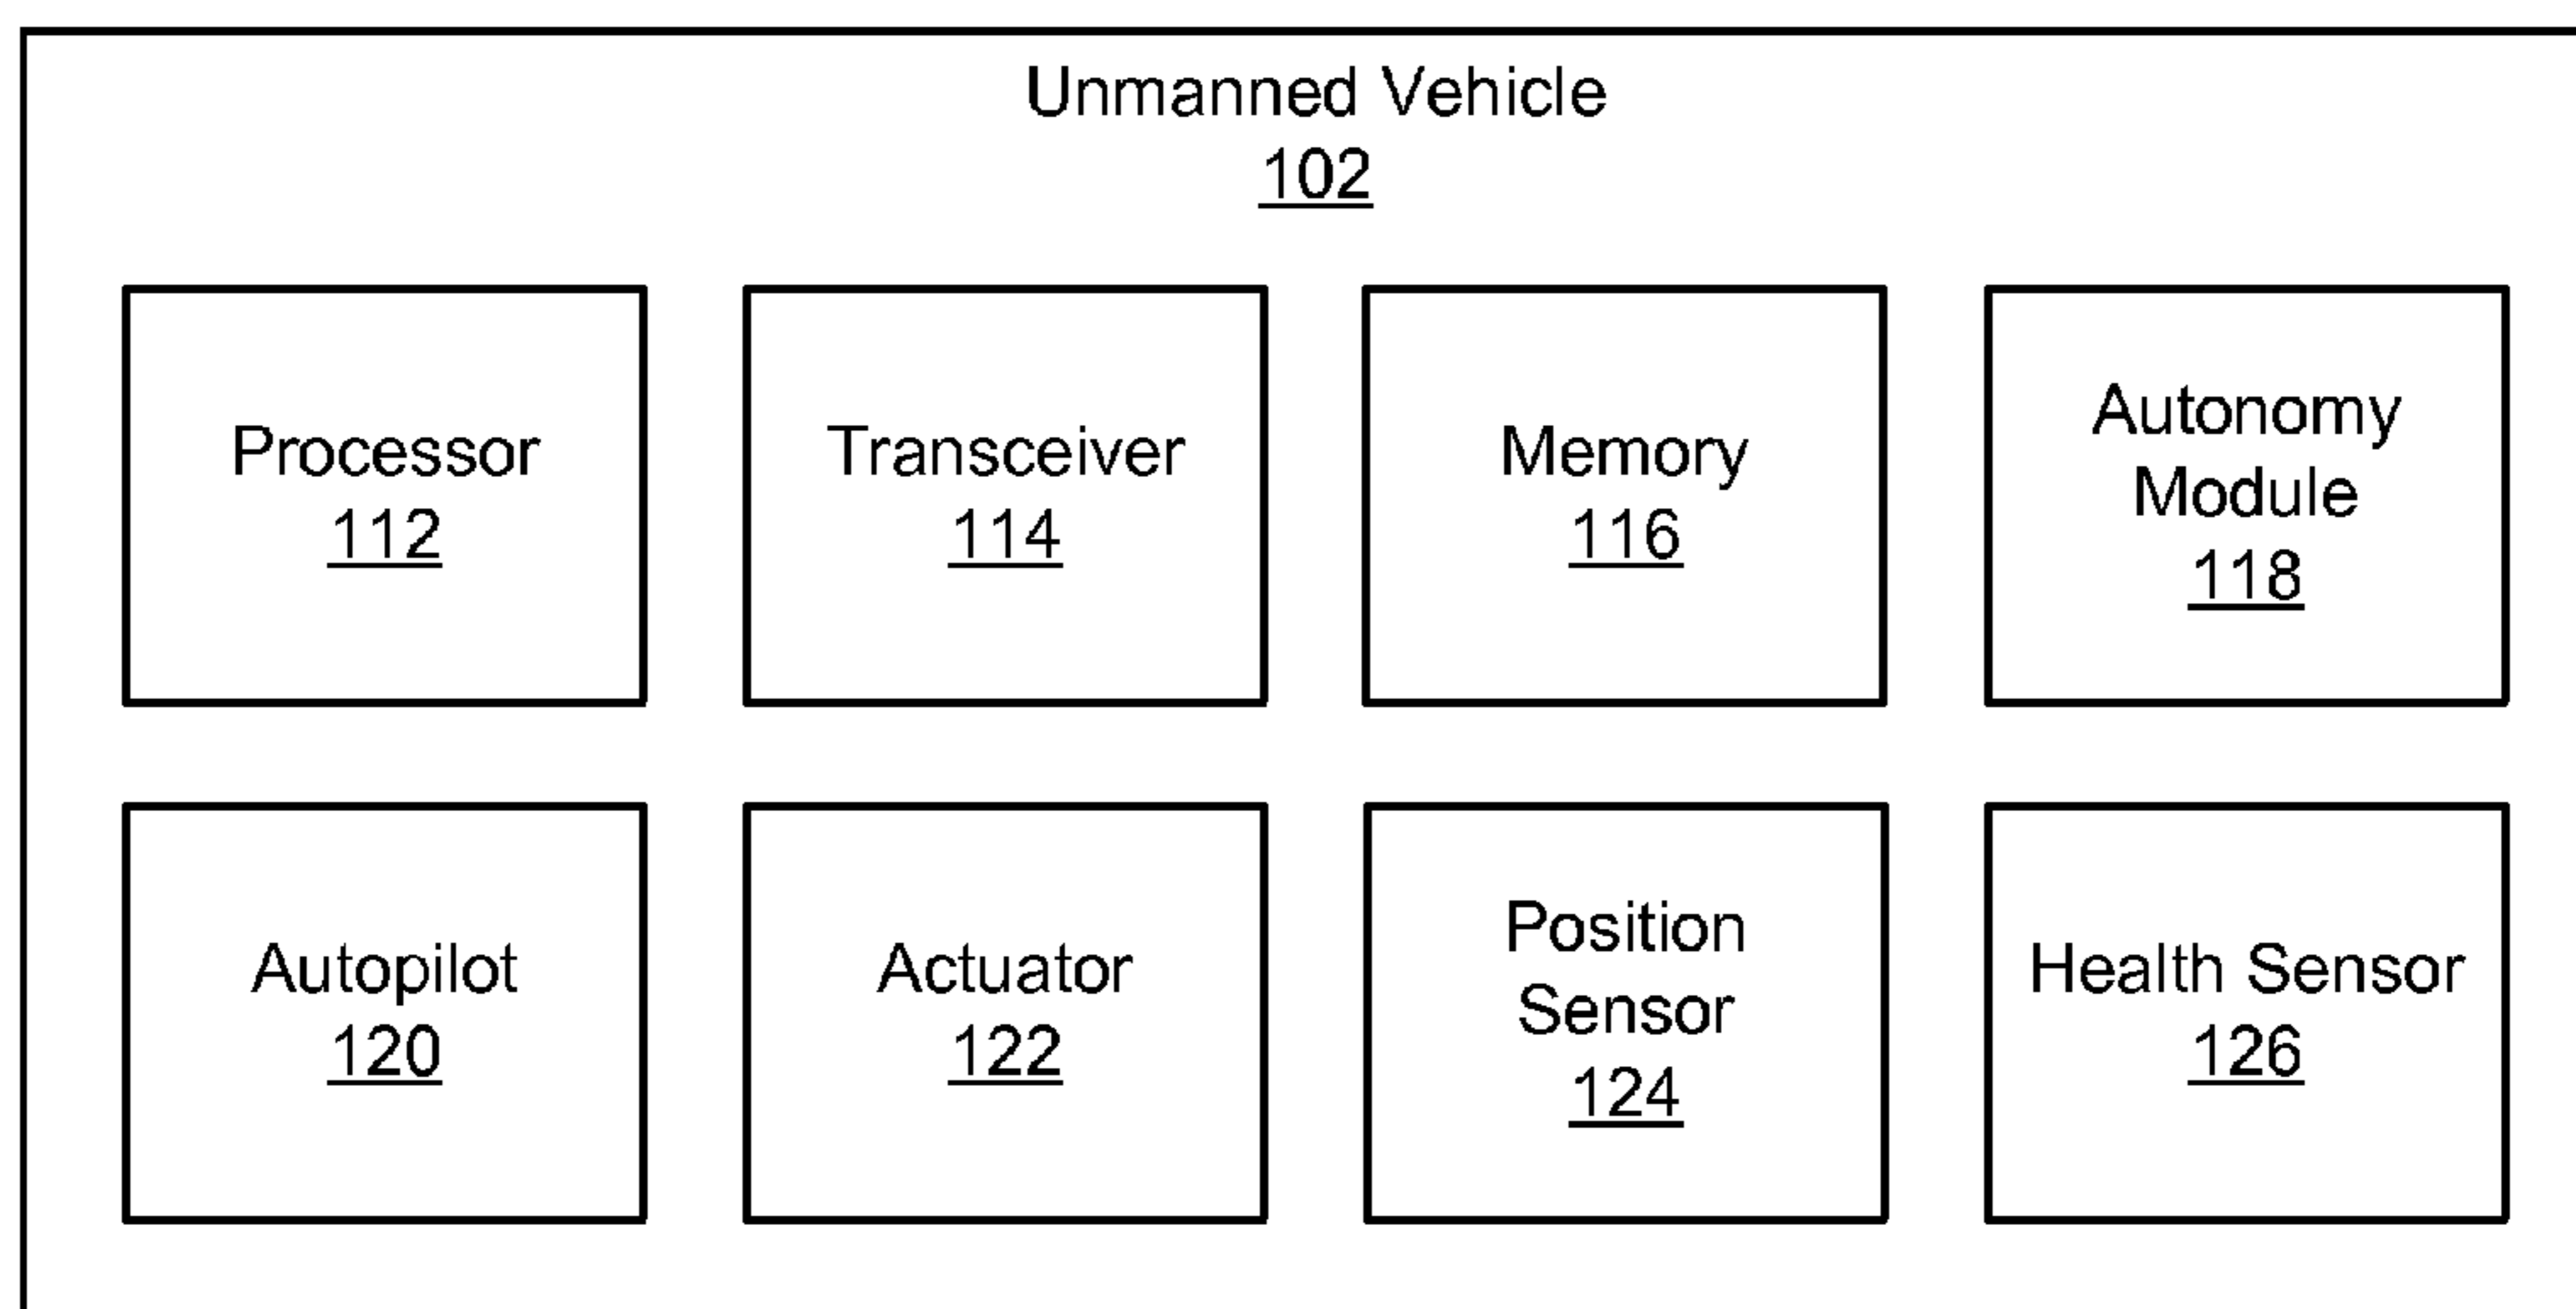 Unmanned Vehicle
102
Processor
112
Transceiver
114
Memory
116
Autonomy
Module
118
Autopilot
120
Actuator
122
Position
Sensor
124
Health Sensor
126